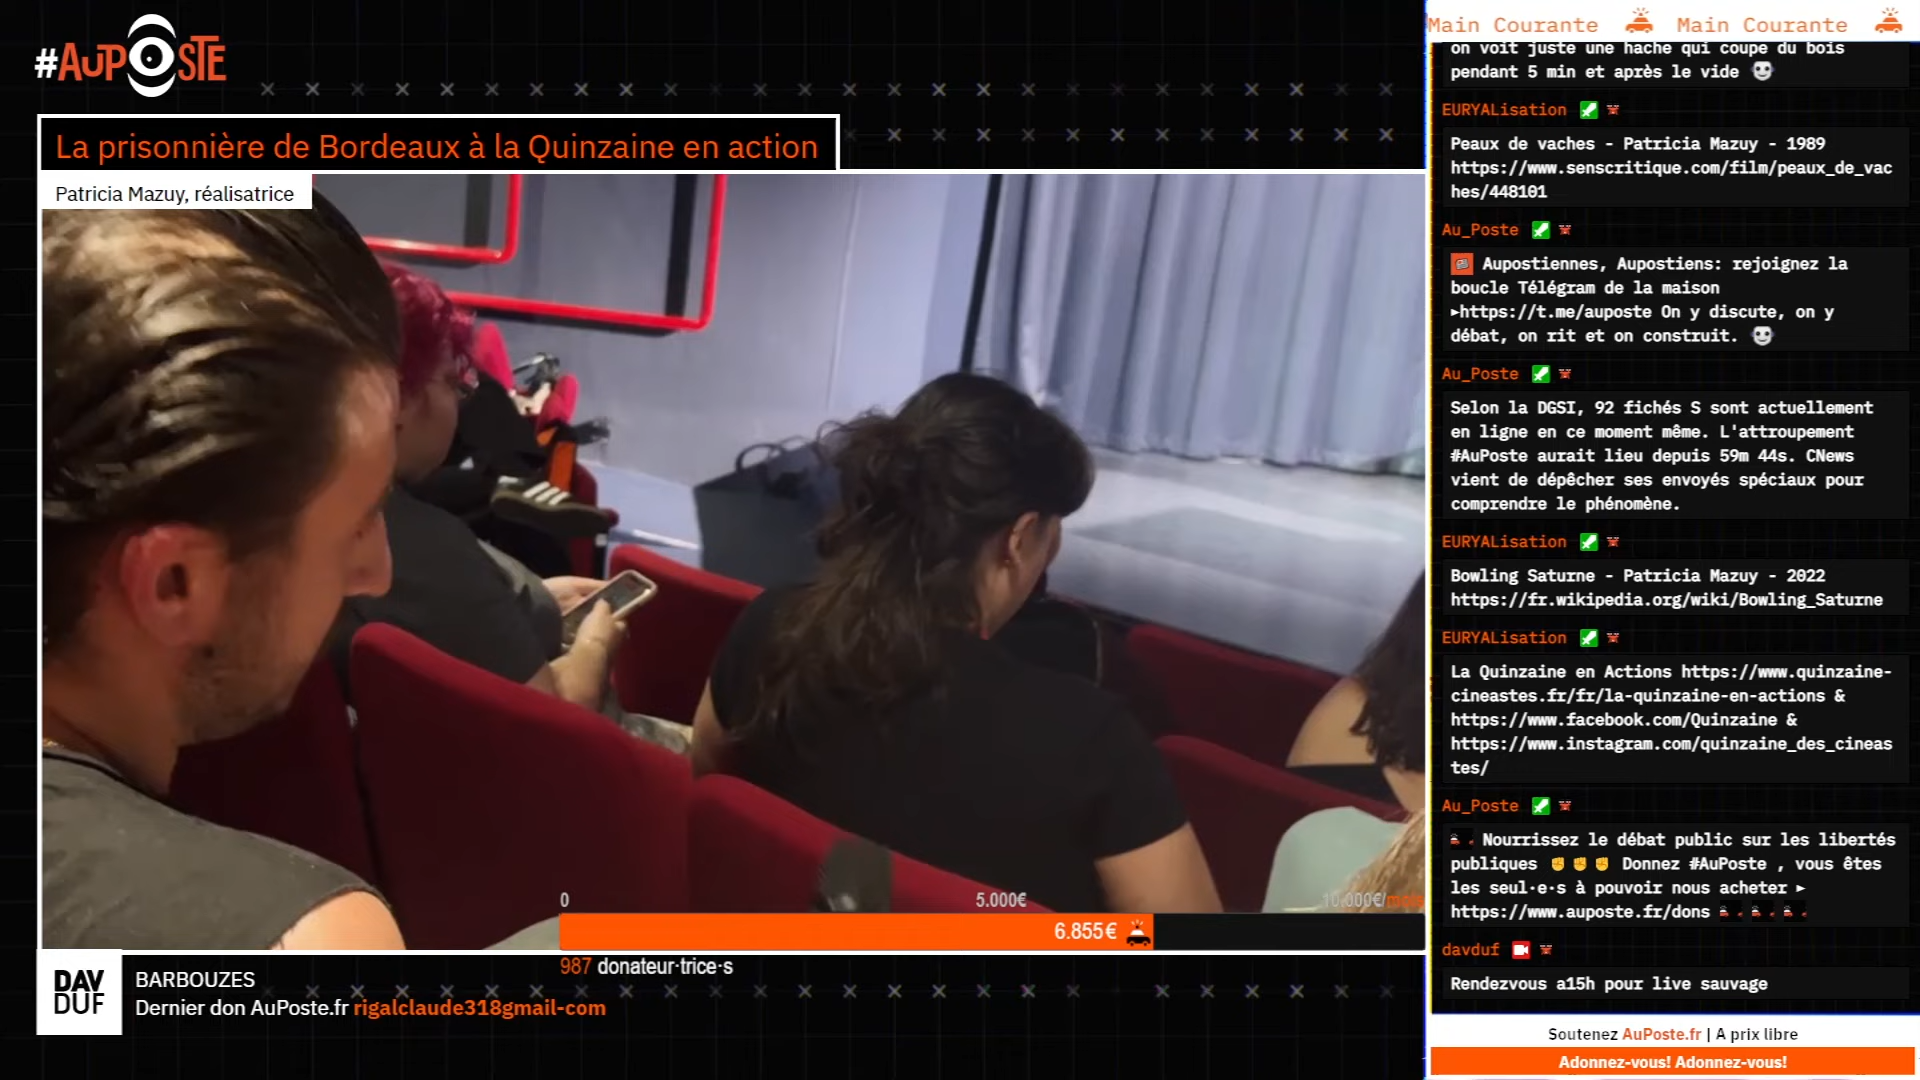 #AuPOSTE
La prisonnière de Bordeaux à la Quinzaine en action
Patricia Mazuy, réalisatrice
0
5.000€
10.000€/mois
6.855€
987 donateur·trice·s
DAV
DUF
BARBOUZES
Dernier don AuPoste.fr rigalclaude318gmail-com
Main Courante Main Courante
on voit juste une hache qui coupe du bois
pendant 5 min et après le vide
EURYALisation
Peaux de vaches - Patricia Mazuy - 1989
https://www.senscritique.com/film/peaux_de_vac
hes/448101
Au_Poste
Aupostiennes, Aupostiens: rejoignez la
boucle Télégram de la maison
►https://t.me/auposte On y discute, on y
débat, on rit et on construit.
Au_Poste
Selon la DGSI, 92 fichés S sont actuellement
en ligne en ce moment même. L'attroupement
#AuPoste aurait lieu depuis 59m 44s. CNews
vient de dépêcher ses envoyés spéciaux pour
comprendre le phénomène.
EURYALisation
Bowling Saturne - Patricia Mazuy - 2022
https://fr.wikipedia.org/wiki/Bowling_Saturne
EURYALisation
La Quinzaine en Actions https://www.quinzaine-
cineastes.fr/fr/la-quinzaine-en-actions &
https://www.facebook.com/Quinzaine &
https://www.instagram.com/quinzaine_des_cineas
tes/
Au_Poste
Nourrissez le débat public sur les libertés
publiques ✊✊✊ Donnez #AuPoste , vous êtes
les seul·e·s à pouvoir nous acheter ►
https://www.auposte.fr/dons
davduf
Rendezvous a15h pour live sauvage
Soutenez AuPoste.fr | A prix libre
Adonnez-vous! Adonnez-vous!